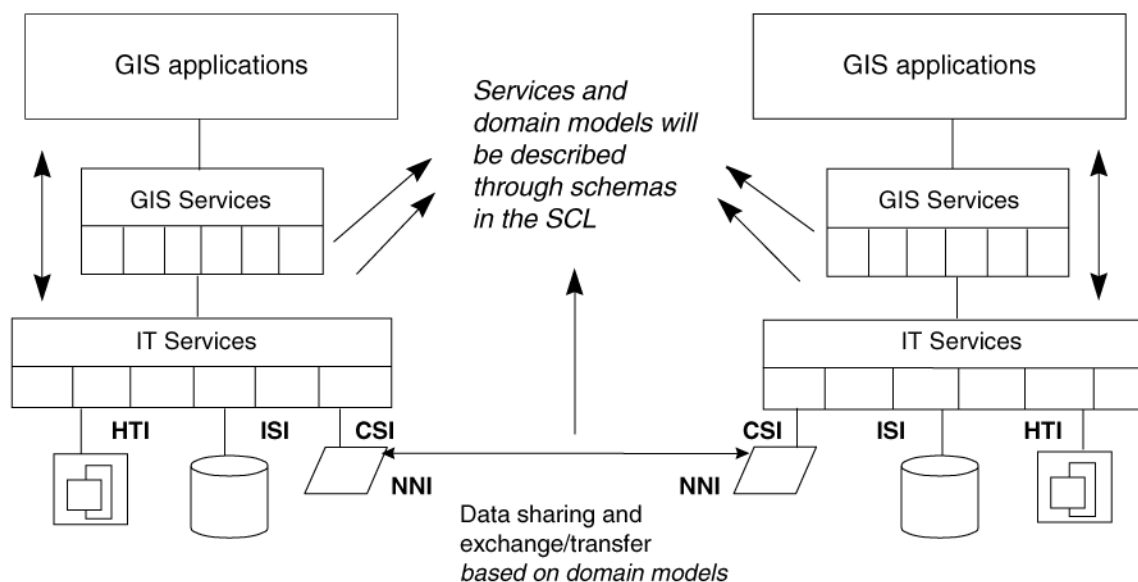 GIS applications
GIS applications
Services and
domain models will
be described
through schemas
in the SCL
GIS Services
GIS Services
IT Services
IT Services
HTI
ISI
CSI
CSI
ISI
HTI
NNI
NNI
Data sharing and
exchange/transfer
based on domain models